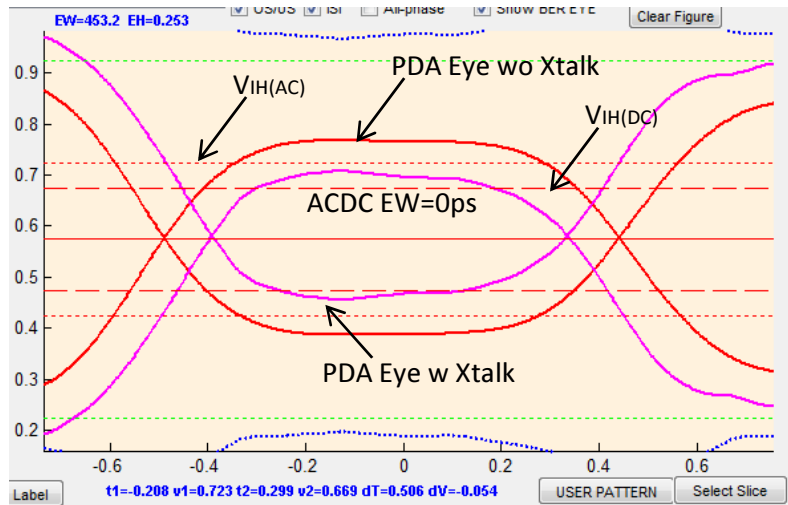 EW=453.2 EH=0.253
OS/US ISI All-phase Show BER EYE Clear Figure
PDA Eye wo Xtalk
VIH(AC)
VIH(DC)
ACDC EW=0ps
PDA Eye w Xtalk
0.9
0.8
0.7
0.6
0.5
0.4
0.3
0.2
-0.6 -0.4 -0.2 0 0.2 0.4 0.6
Label t1=-0.208 v1=0.723 t2=0.299 v2=0.669 dT=0.506 dV=-0.054 USER PATTERN Select Slice